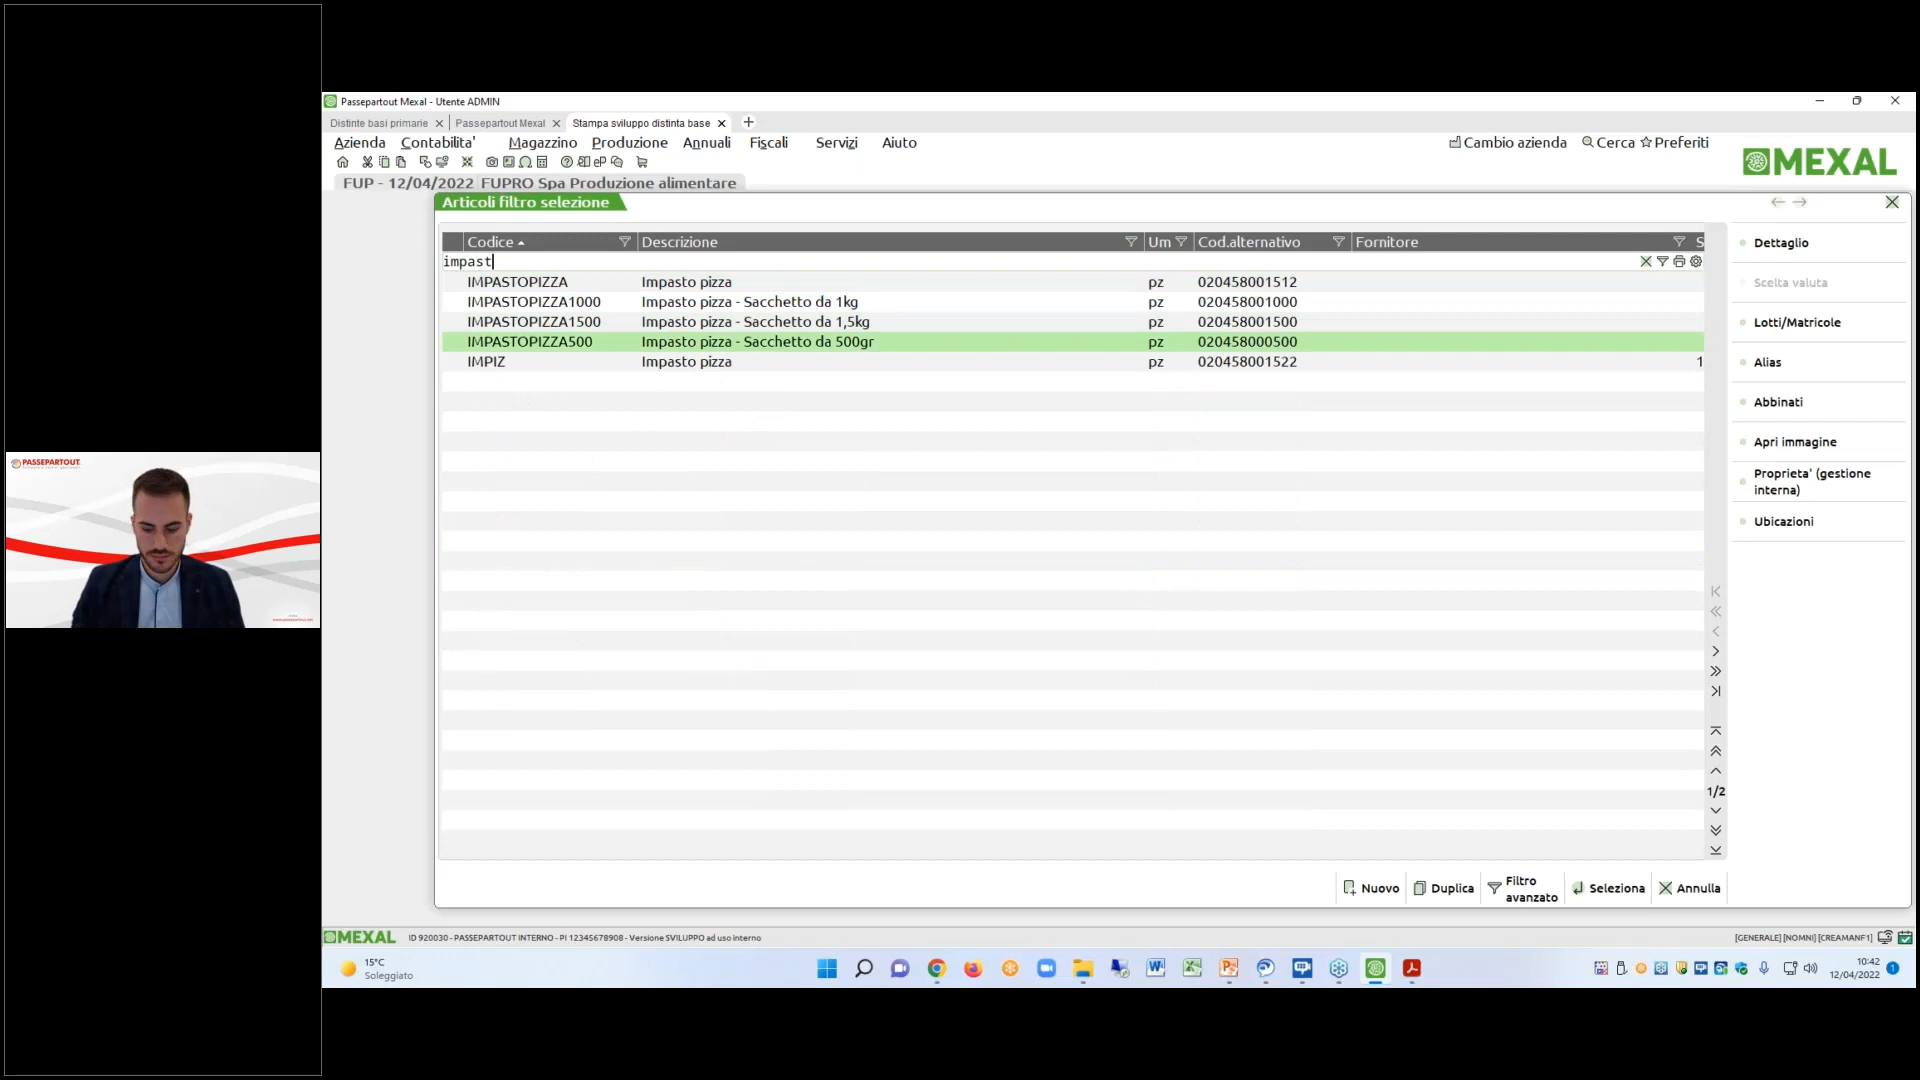 Passepartout Mexal - Utente ADMIN
Distinte basi primarie
Passepartout Mexal
Stampa sviluppo distinta base
Azienda Contabilita' Magazzino Produzione Annuali Fiscali Servizi Aiuto
Cambio azienda Cerca Preferiti
MEXAL
FUP - 12/04/2022 FUPRO Spa Produzione alimentare
Articoli filtro selezione
Codice Descrizione Um Cod.alternativo Fornitore S
impast
IMPASTOPIZZA Impasto pizza pz 020458001512
IMPASTOPIZZA1000 Impasto pizza - Sacchetto da 1kg pz 020458001000
IMPASTOPIZZA1500 Impasto pizza - Sacchetto da 1,5kg pz 020458001500
IMPASTOPIZZA500 Impasto pizza - Sacchetto da 500gr pz 020458000500
IMPIZ Impasto pizza pz 020458001522 1
Dettaglio
Scelta valuta
Lotti/Matricole
Alias
Abbinati
Apri immagine
Proprieta' (gestione
interna)
Ubicazioni
PASSEPARTOUT
1/2
Nuovo
Duplica
Filtro
avanzato
Seleziona
Annulla
MEXAL ID 920030 - PASSEPARTOUT INTERNO - PI 12345678908 - Versione SVILUPPO ad uso interno
[GENERALE] [NOMNI] [CREAMANF1]
15°C
Soleggiato
10:42
12/04/2022
1